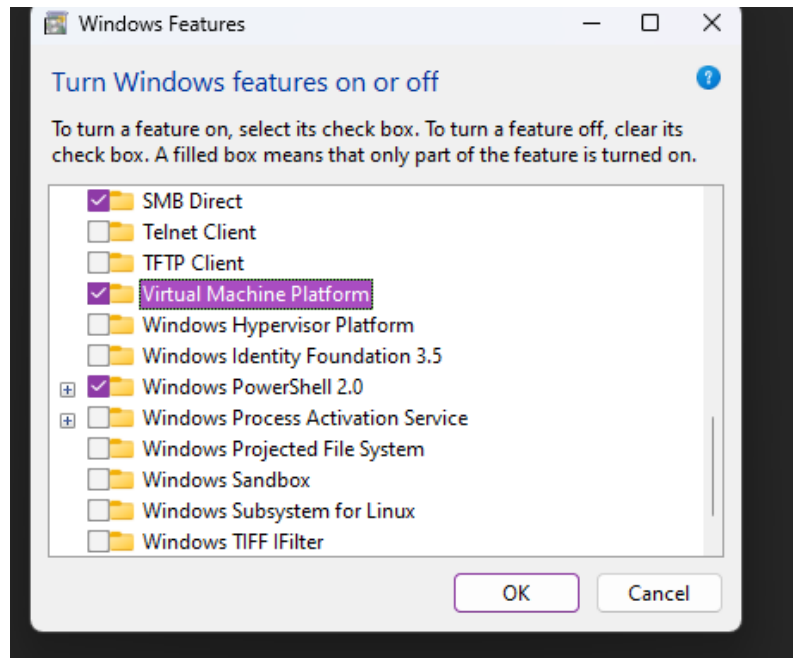 Windows Features
Turn Windows features on or off
?
To turn a feature on, select its check box. To turn a feature off, clear its
check box. A filled box means that only part of the feature is turned on.
SMB Direct
Telnet Client
TFTP Client
Virtual Machine Platform
Windows Hypervisor Platform
Windows Identity Foundation 3.5
Windows PowerShell 2.0
Windows Process Activation Service
Windows Projected File System
Windows Sandbox
Windows Subsystem for Linux
Windows TIFF IFilter
OK Cancel